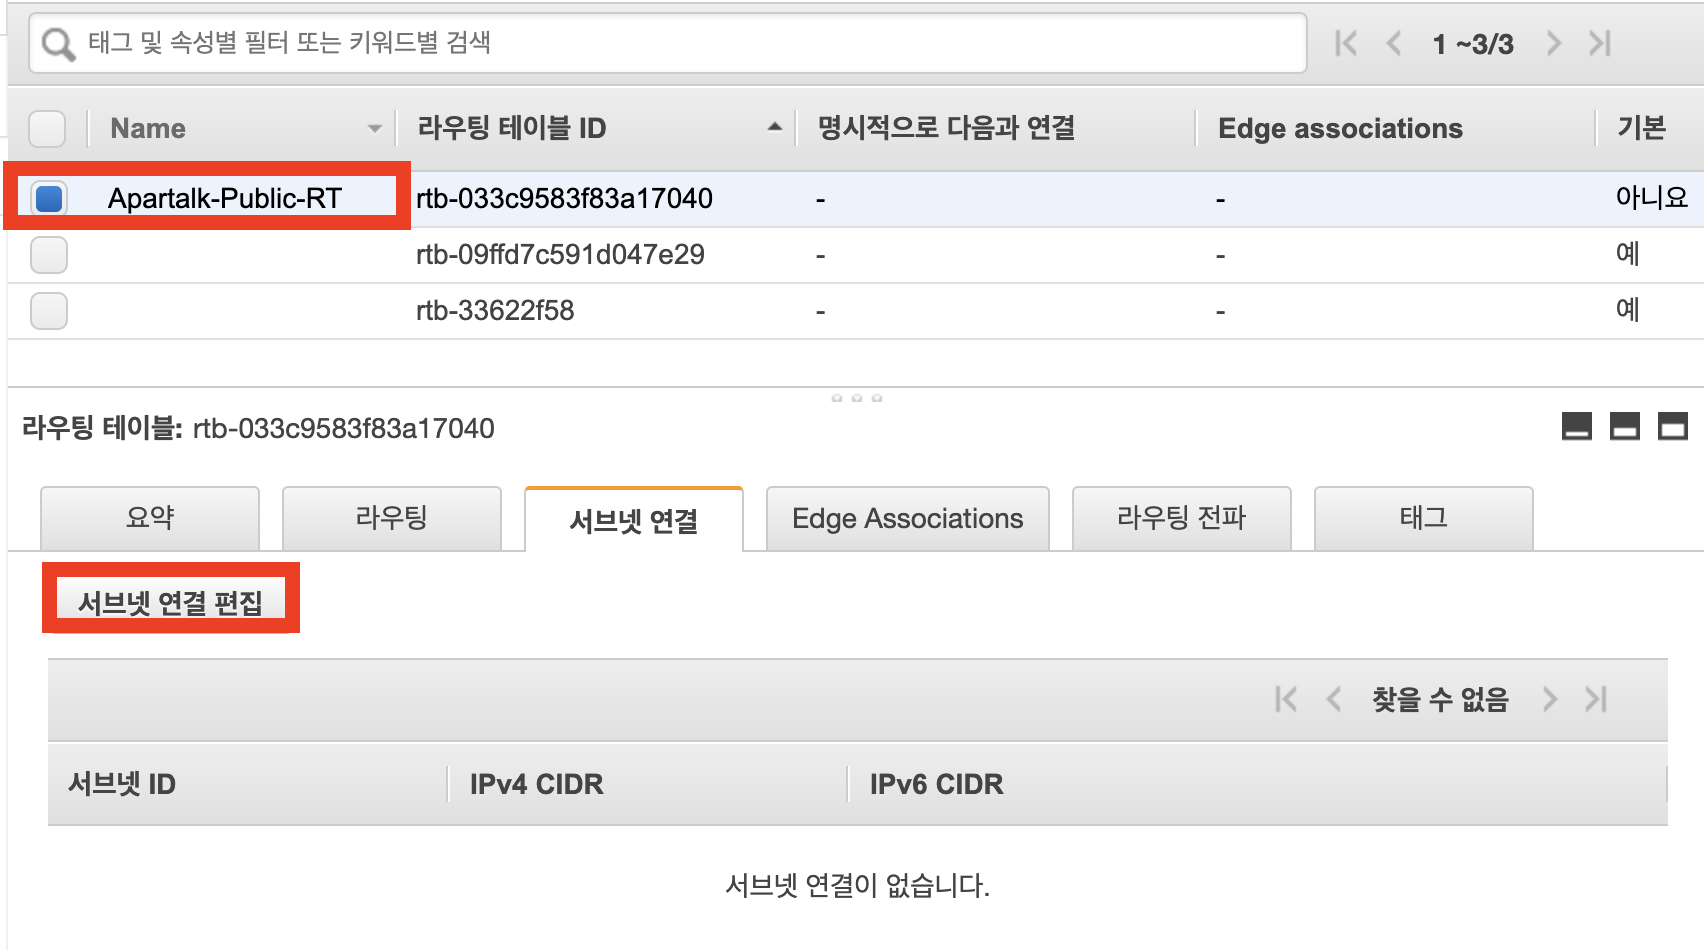 태그 및 속성별 필터 또는 키워드별 검색 1 ~3/3
Name 라우팅 테이블 ID 명시적으로 다음과 연결 Edge associations 기본
Apartalk-Public-RT rtb-033c9583f83a17040 - - 아니요
rtb-09ffd7c591d047e29 - - 예
rtb-33622f58 - - 예
라우팅 테이블: rtb-033c9583f83a17040
요약 라우팅 서브넷 연결 Edge Associations 라우팅 전파 태그
서브넷 연결 편집
찾을 수 없음
서브넷 ID IPv4 CIDR IPv6 CIDR
서브넷 연결이 없습니다.